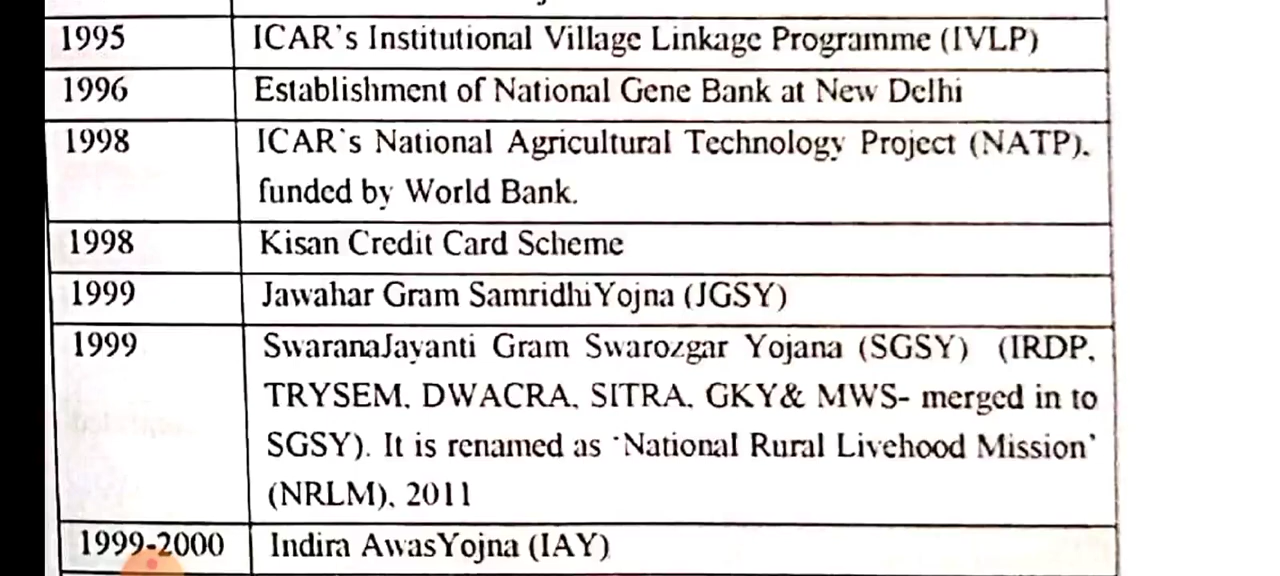 1995 ICAR's Institutional Village Linkage Programme (IVLP)
1996 Establishment of National Gene Bank at New Delhi
1998 ICAR's National Agricultural Technology Project (NATP),
funded by World Bank.
1998 Kisan Credit Card Scheme
1999 Jawahar Gram SamridhiYojna (JGSY)
1999 SwaranaJayanti Gram Swarozgar Yojana (SGSY) (IRDP,
TRYSEM, DWACRA, SITRA, GKY& MWS- merged in to
SGSY). It is renamed as 'National Rural Livehood Mission'
(NRLM), 2011
1999-2000 Indira AwasYojna (IAY)